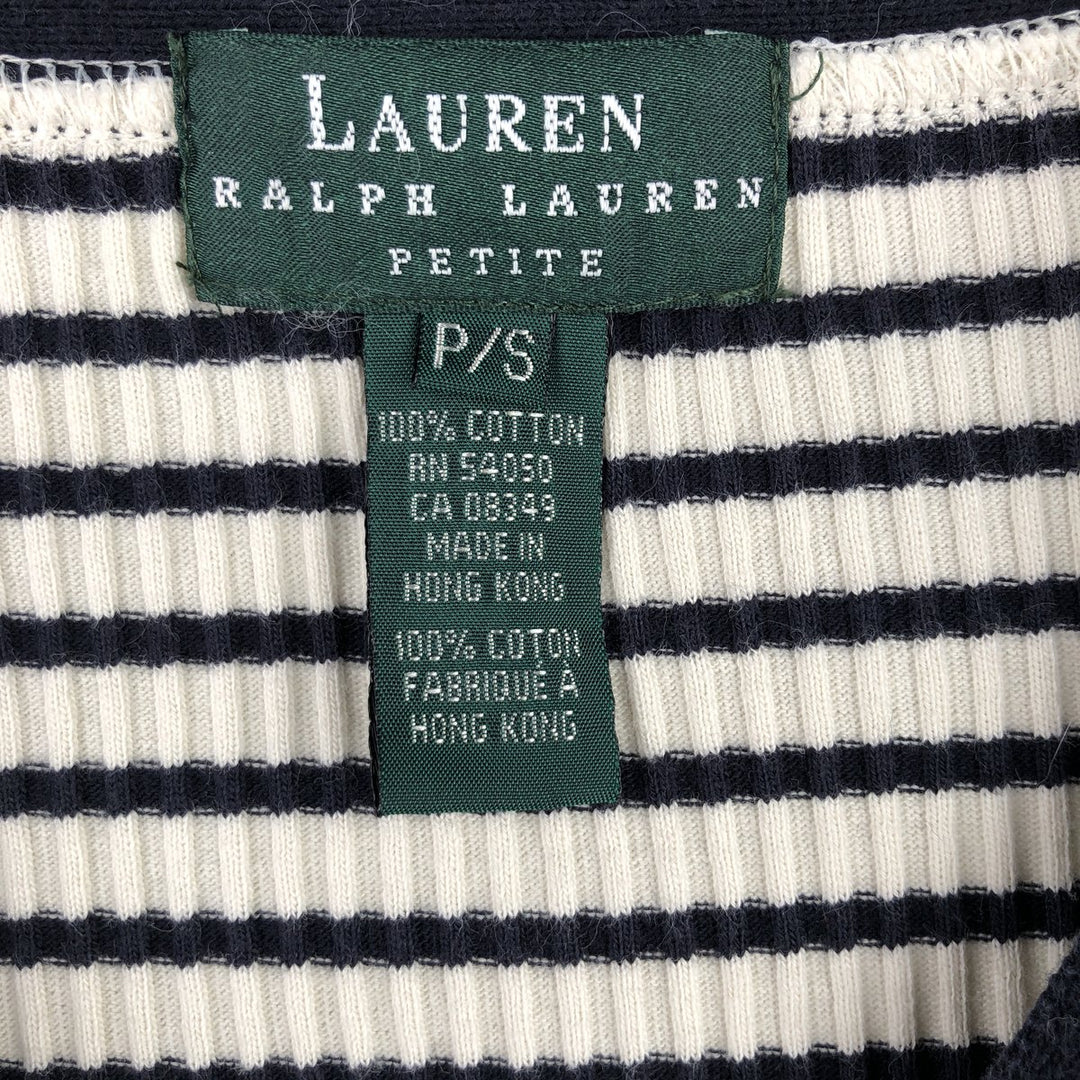 LAUREN
RALPH LAUREN
PETITE
P/S
100% COTTON
RN 54050
CA 08349
MADE IN
HONG KONG
100% COTON
FABRIQUÉ À
HONG KONG